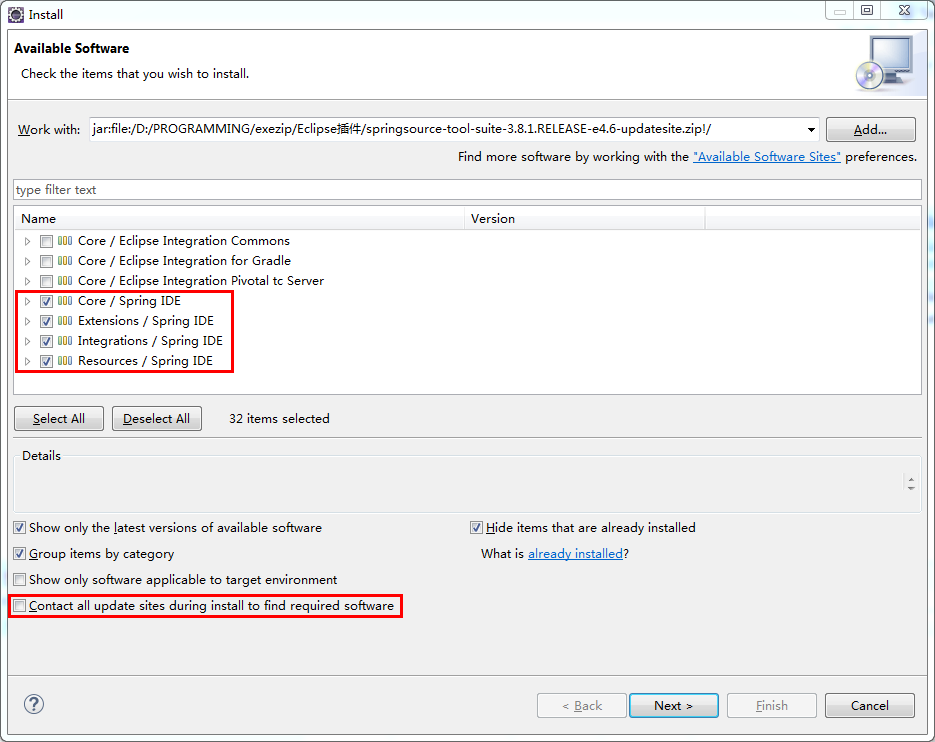 Install
Available Software
Check the items that you wish to install.
Work with: jar:file:/D:/PROGRAMMING/exezip/Eclipse插件/springsource-tool-suite-3.8.1.RELEASE-e4.6-updatesite.zip!/ Add...
Find more software by working with the "Available Software Sites" preferences.
type filter text
Name Version
Core / Eclipse Integration Commons
Core / Eclipse Integration for Gradle
Core / Eclipse Integration Pivotal tc Server
Core / Spring IDE
Extensions / Spring IDE
Integrations / Spring IDE
Resources / Spring IDE
Select All Deselect All 32 items selected
Details
Show only the latest versions of available software Hide items that are already installed
Group items by category What is already installed?
Show only software applicable to target environment
Contact all update sites during install to find required software
? < Back Next > Finish Cancel